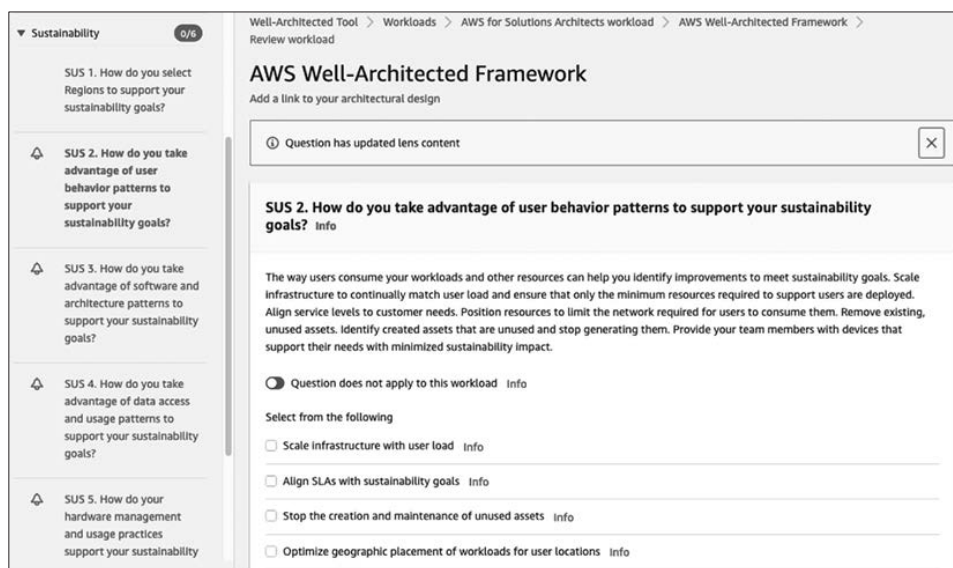 Sustainability 0/6
SUS 1. How do you select
Regions to support your
sustainability goals?
SUS 2. How do you take
advantage of user
behavior patterns to
support your
sustainability goals?
SUS 3. How do you take
advantage of software and
architecture patterns to
support your sustainability
goals?
SUS 4. How do you take
advantage of data access
and usage patterns to
support your sustainability
goals?
SUS 5. How do your
hardware management
and usage practices
support your sustainability
Well-Architected Tool > Workloads > AWS for Solutions Architects workload > AWS Well-Architected Framework >
Review workload
AWS Well-Architected Framework
Add a link to your architectural design
Question has updated lens content
SUS 2. How do you take advantage of user behavior patterns to support your sustainability
goals? Info
The way users consume your workloads and other resources can help you identify improvements to meet sustainability goals. Scale
infrastructure to continually match user load and ensure that only the minimum resources required to support users are deployed.
Align service levels to customer needs. Position resources to limit the network required for users to consume them. Remove existing,
unused assets. Identify created assets that are unused and stop generating them. Provide your team members with devices that
support their needs with minimized sustainability impact.
Question does not apply to this workload Info
Select from the following
Scale infrastructure with user load Info
Align SLAs with sustainability goals Info
Stop the creation and maintenance of unused assets Info
Optimize geographic placement of workloads for user locations Info